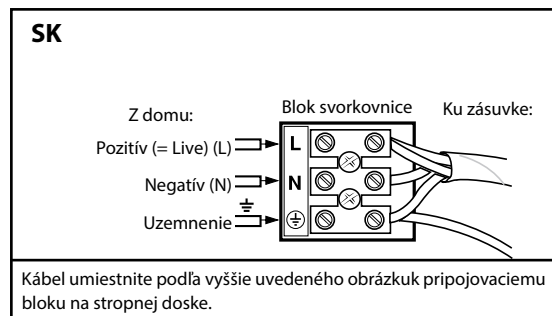 SK
Z domu:
Blok svorkovnice
Ku zásuvke:
Pozitív (= Live) (L)
L
Negatív (N)
N
Uzemnenie
Kábel umiestnite podľa vyššie uvedeného obrázkuk pripojovaciemu
bloku na stropnej doske.